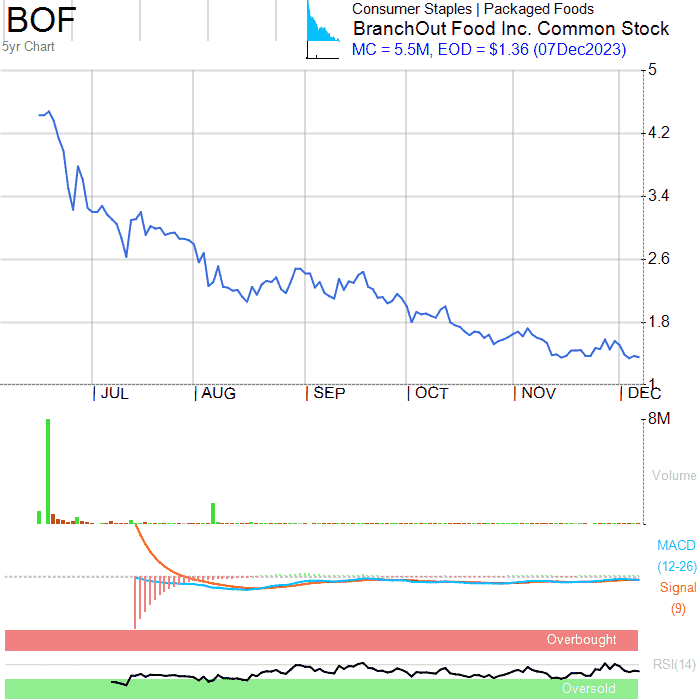 BOF
5yr Chart
Consumer Staples | Packaged Foods
BranchOut Food Inc. Common Stock
MC = 5.5M, EOD = $1.36 (07Dec2023)
5
4.2
3.4
2.6
1.8
1
JUL AUG SEP OCT NOV DEC
8M
Volume
MACD
(12-26)
Signal
(9)
Overbought
RSI(14)
Oversold